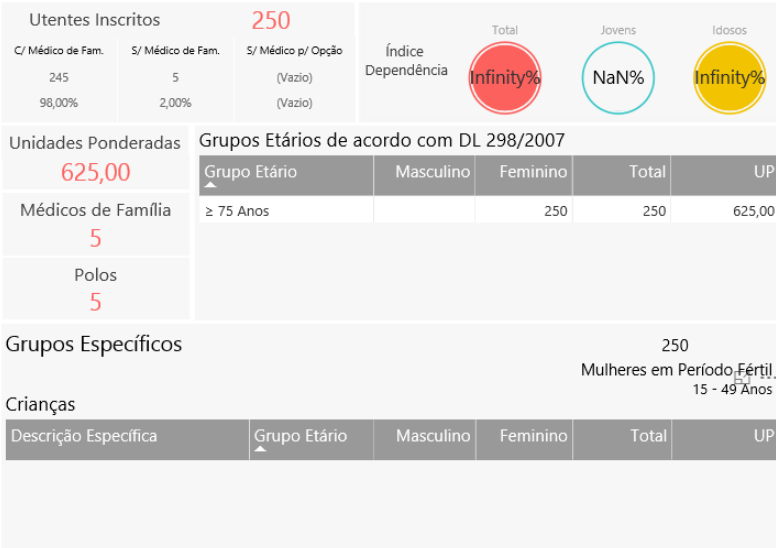 Utentes Inscritos 250
C/ Médico de Fam. S/ Médico de Fam. S/ Médico p/ Opção
245 5 (Vazio)
98,00% 2,00% (Vazio)
Índice
Dependência
Total Jovens Idosos
Infinity% NaN% Infinity%
Unidades Ponderadas
625,00
Médicos de Família
5
Polos
5
Grupos Etários de acordo com DL 298/2007
Grupo Etário Masculino Feminino Total UP
≥ 75 Anos 250 250 625,00
Grupos Específicos
250
Mulheres em Período Fértil
15 - 49 Anos
Crianças
Descrição Específica Grupo Etário Masculino Feminino Total UP